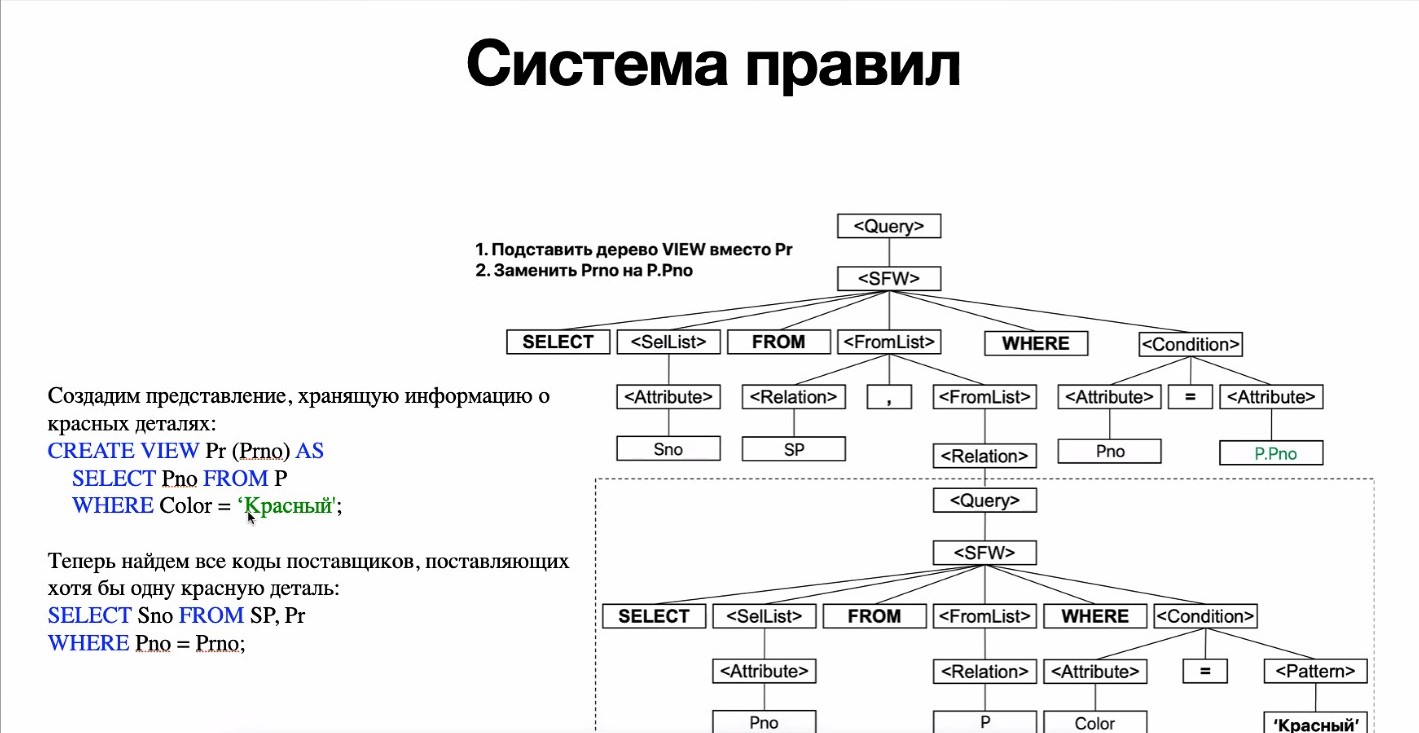 Система правил
1. Подставить дерево VIEW вместо Pr
2. Заменить Prno на P.Pno
<Query>
<SFW>
SELECT <SelList> FROM <FromList> WHERE <Condition>
<Attribute> <Relation> , <FromList> <Attribute> = <Attribute>
Sno SP <Relation> Pno P.Pno
<Query>
<SFW>
SELECT <SelList> FROM <FromList> WHERE <Condition>
<Attribute> <Relation> <Attribute> = <Pattern>
Pno P Color 'Красный'
Создадим представление, хранящую информацию о
красных деталях:
CREATE VIEW Pr (Prno) AS
SELECT Pno FROM P
WHERE Color = ‘Красный';
Теперь найдем все коды поставщиков, поставляющих
хотя бы одну красную деталь:
SELECT Sno FROM SP, Pr
WHERE Pno = Prno;